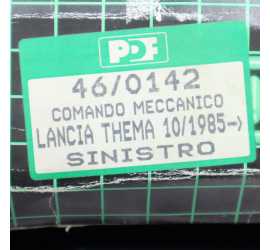 PDF
46/0142
COMANDO MECCANICO
LANCIA THEMA 10/1985->
SINISTRO